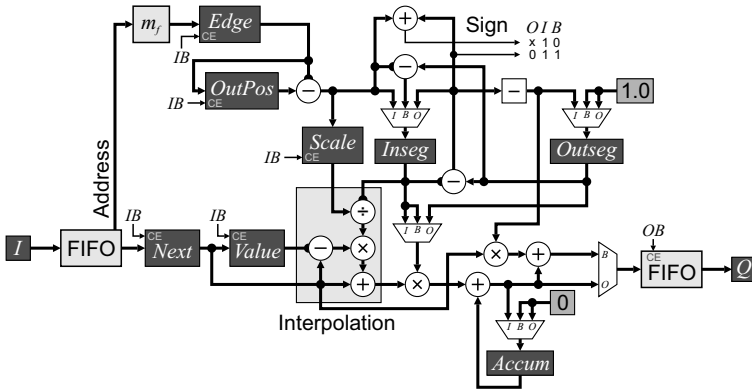 m_f
Edge
CE
IB
Sign
O I B
x 1 0
0 1 1
OutPos
CE
IB
I B O
I B O
1.0
Scale
CE
IB
Inseg
Outseg
Address
I B O
IB
IB
OB
I
FIFO
CE
Next
CE
Value
B
O
CE
FIFO
Q
Interpolation
0
I B O
Accum